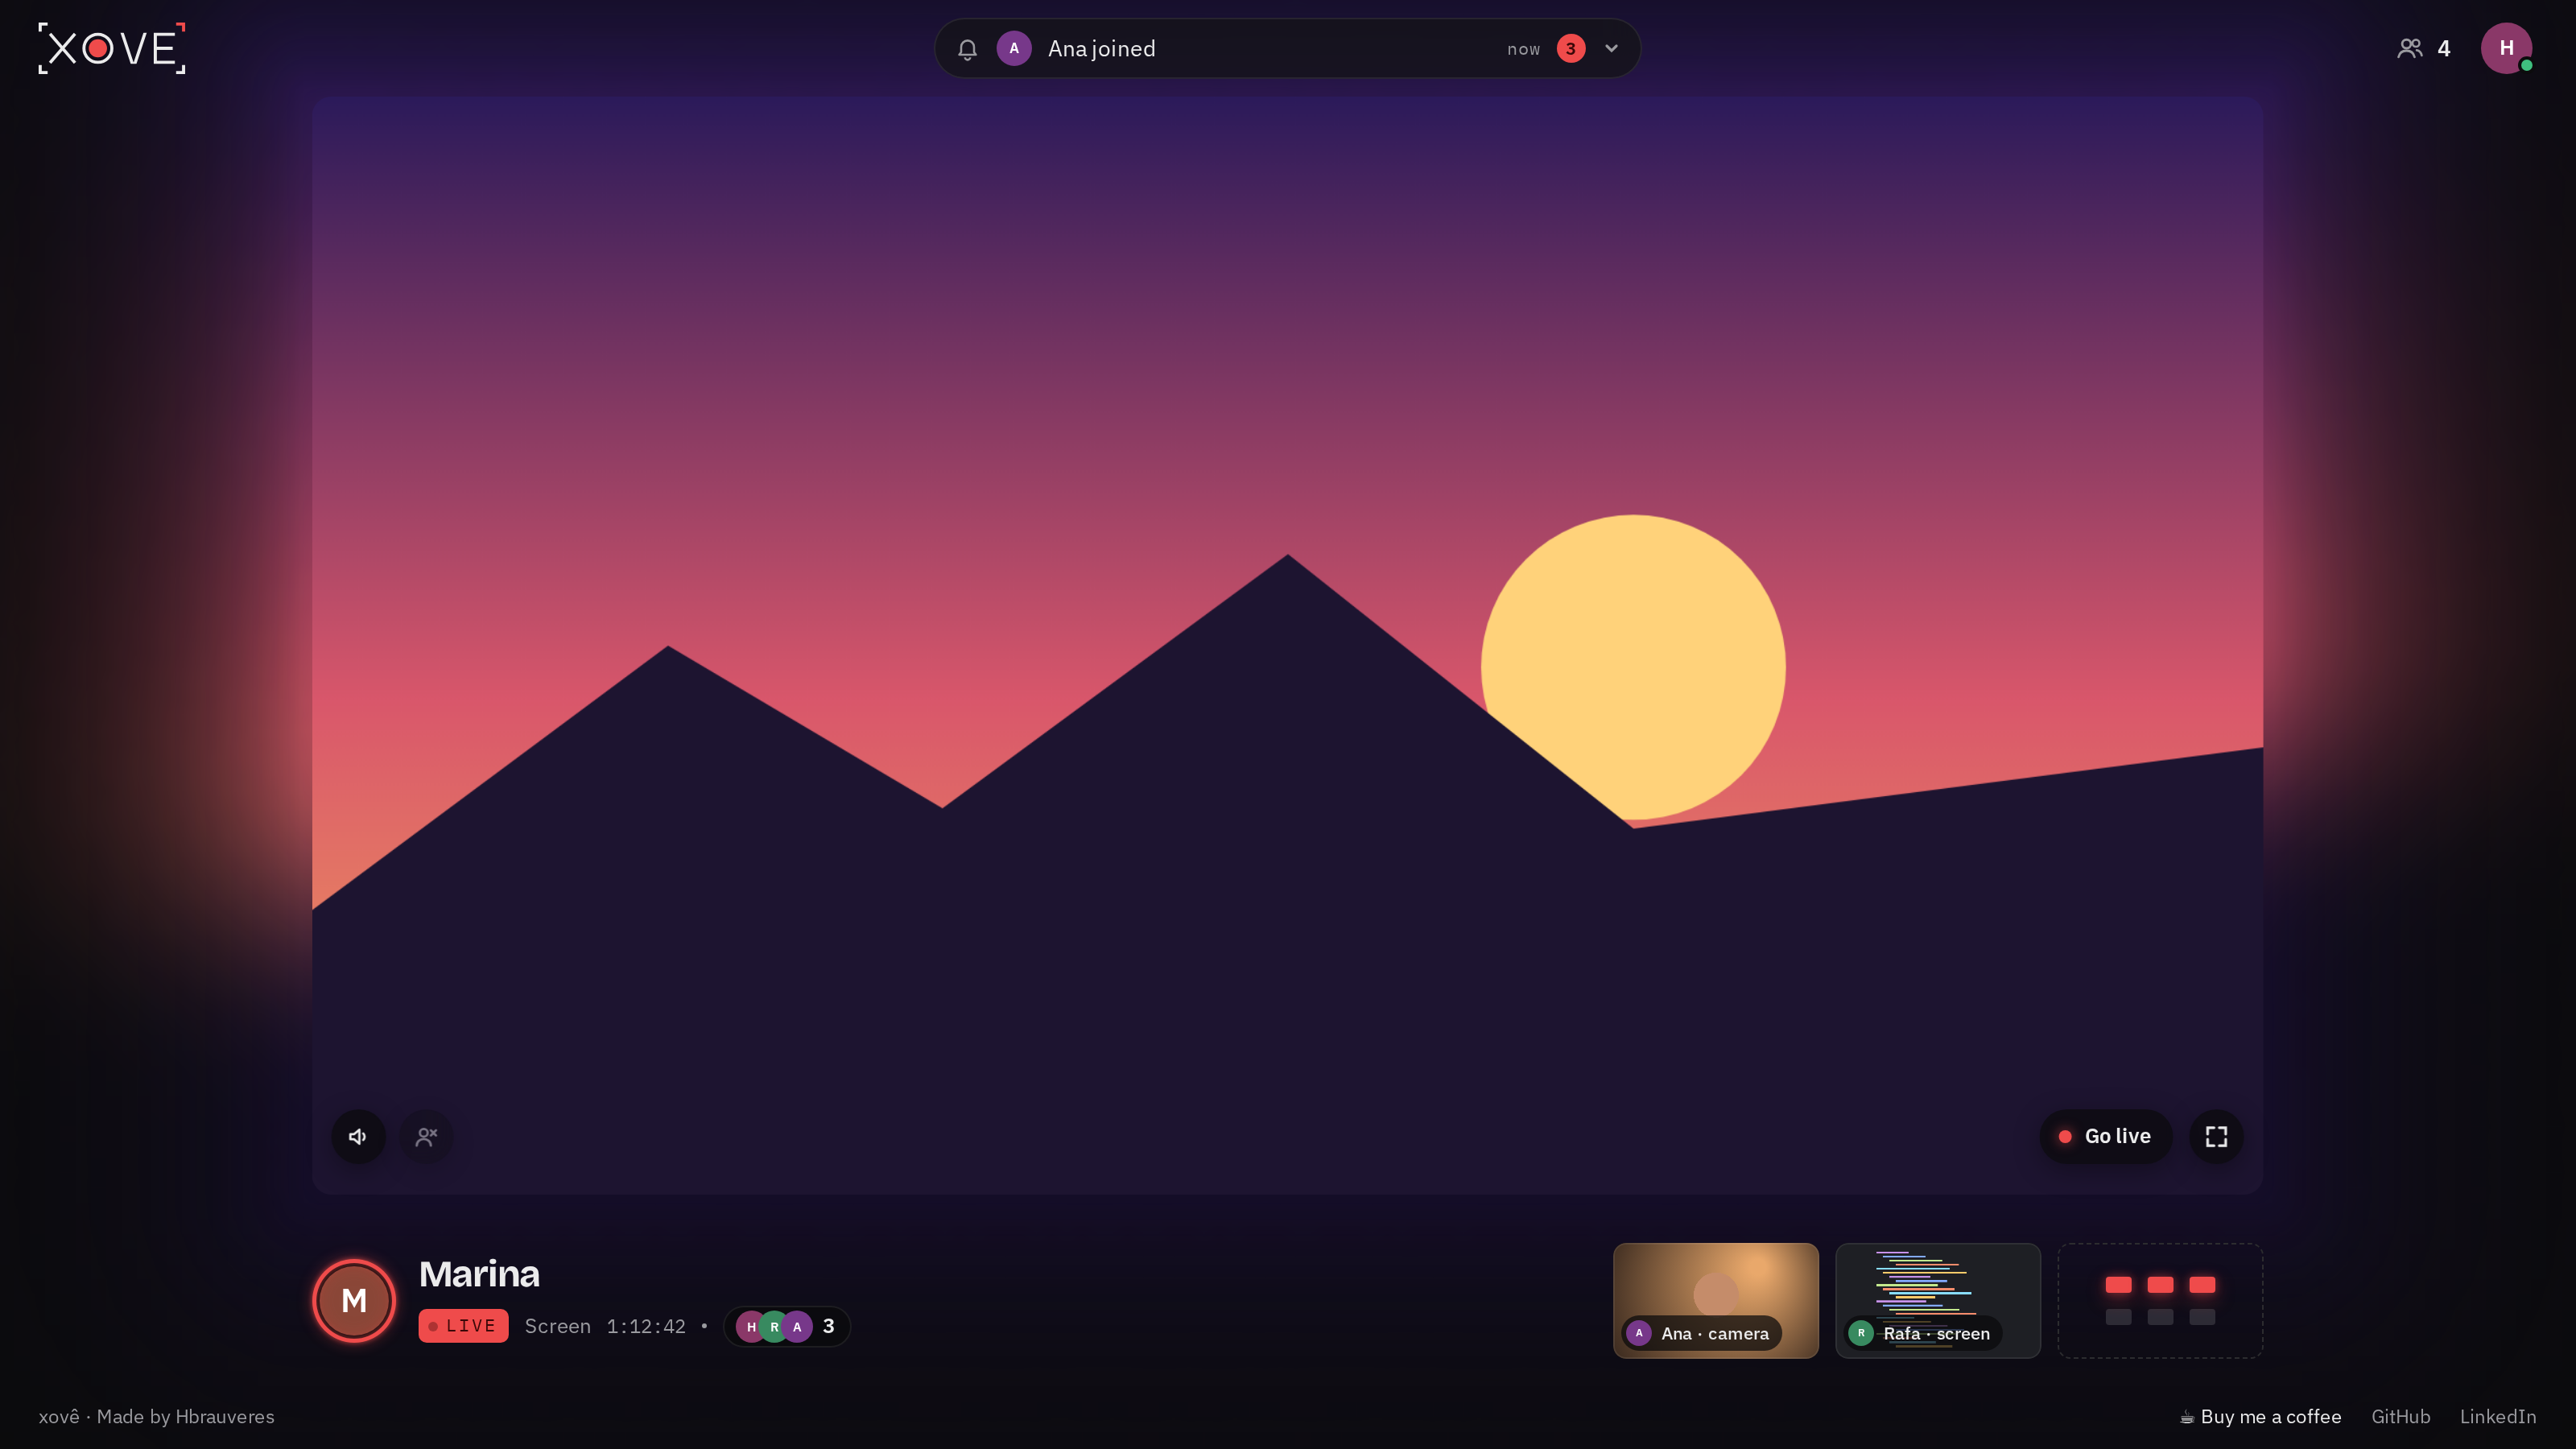 XOVE
A Ana joined now 3
4 H
Go live
M Marina
LIVE Screen 1:12:42 • H R A 3
A Ana · camera
R Rafa · screen
xovê · Made by Hbrauveres
☕ Buy me a coffee GitHub LinkedIn